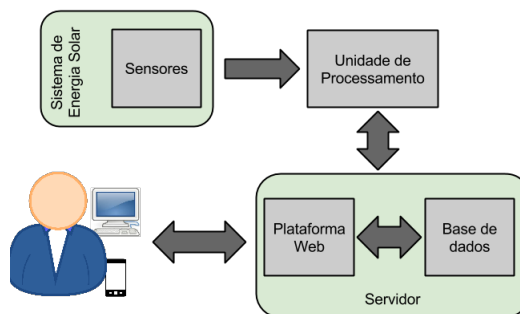 Sistema de
Energia Solar
Sensores
Unidade de
Processamento
Plataforma
Web
Base de
dados
Servidor